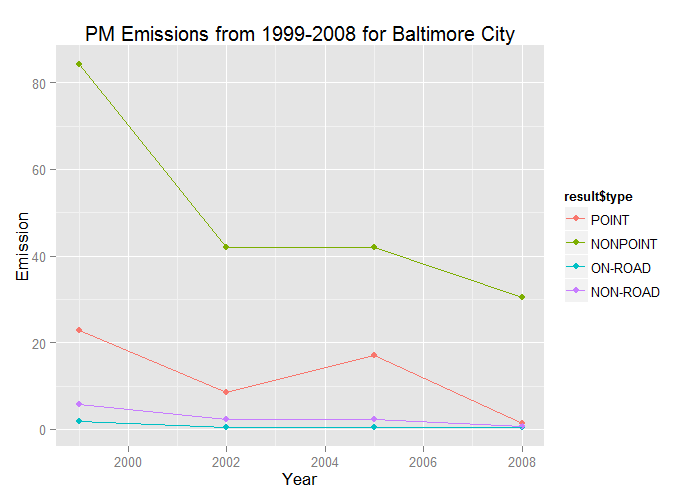 PM Emissions from 1999-2008 for Baltimore City
Emission
80
60
40
20
0
2000
2002
2004
2006
2008
Year
result$type
POINT
NONPOINT
ON-ROAD
NON-ROAD